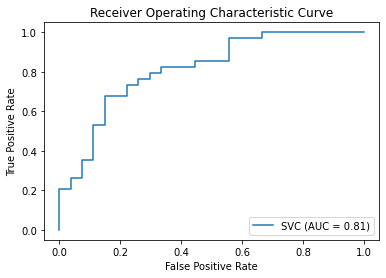 Receiver Operating Characteristic Curve
1.0
0.8
0.6
0.4
0.2
0.0
True Positive Rate
SVC (AUC = 0.81)
0.0 0.2 0.4 0.6 0.8 1.0
False Positive Rate